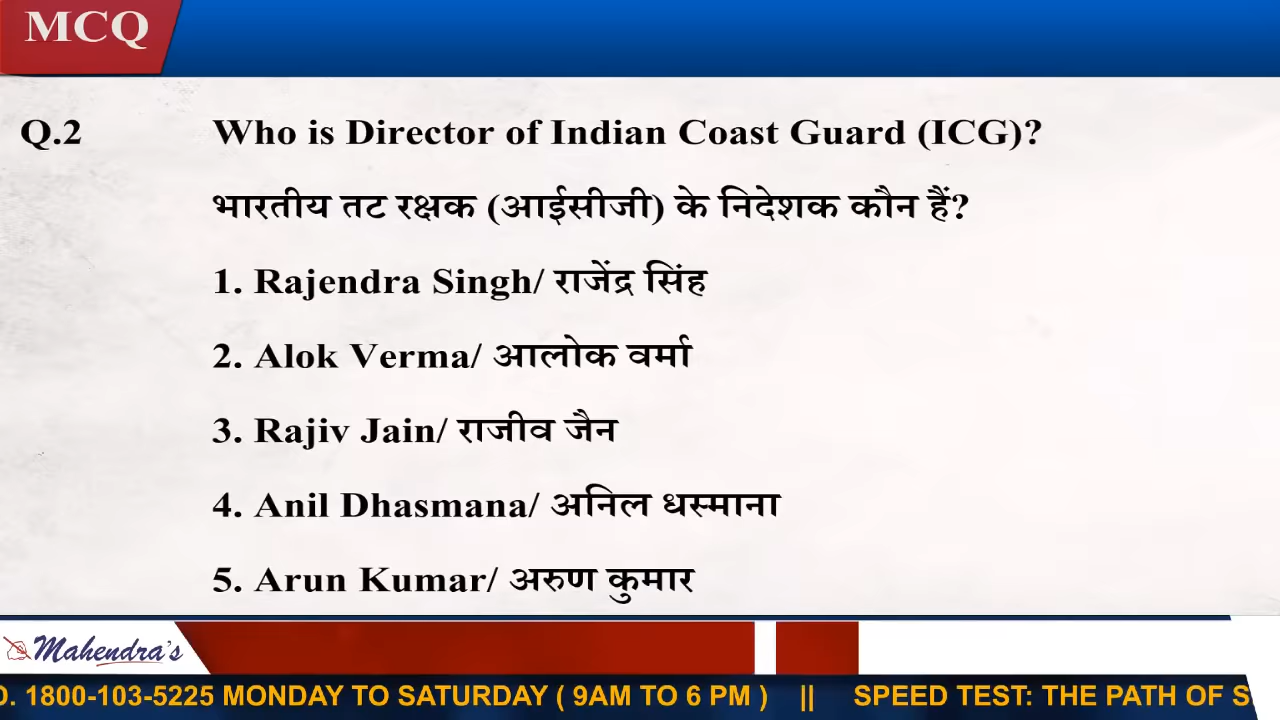 MCQ
Q.2 Who is Director of Indian Coast Guard (ICG)?
भारतीय तट रक्षक (आईसीजी) के निदेशक कौन हैं?
1. Rajendra Singh/ राजेंद्र सिंह
2. Alok Verma/ आलोक वर्मा
3. Rajiv Jain/ राजीव जैन
4. Anil Dhasmana/ अनिल धस्माना
5. Arun Kumar/ अरुण कुमार
Mahendra's
1800-103-5225 MONDAY TO SATURDAY ( 9AM TO 6 PM ) || SPEED TEST: THE PATH OF